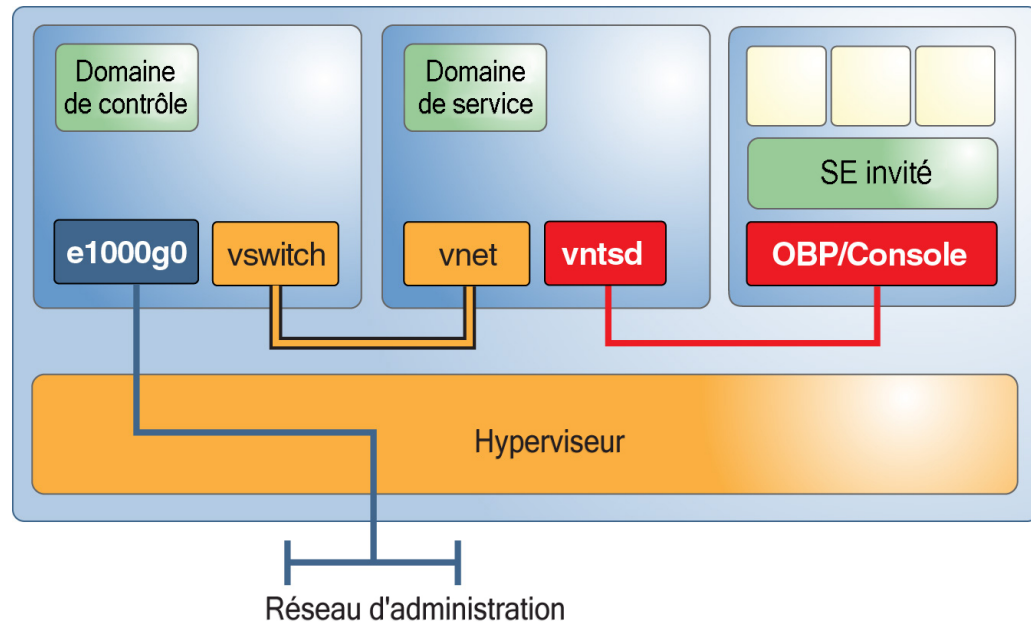 Domaine
de contrôle
Domaine
de service
SE invité
e1000g0
vswitch
vnet
vntsd
OBP/Console
Hyperviseur
Réseau d'administration